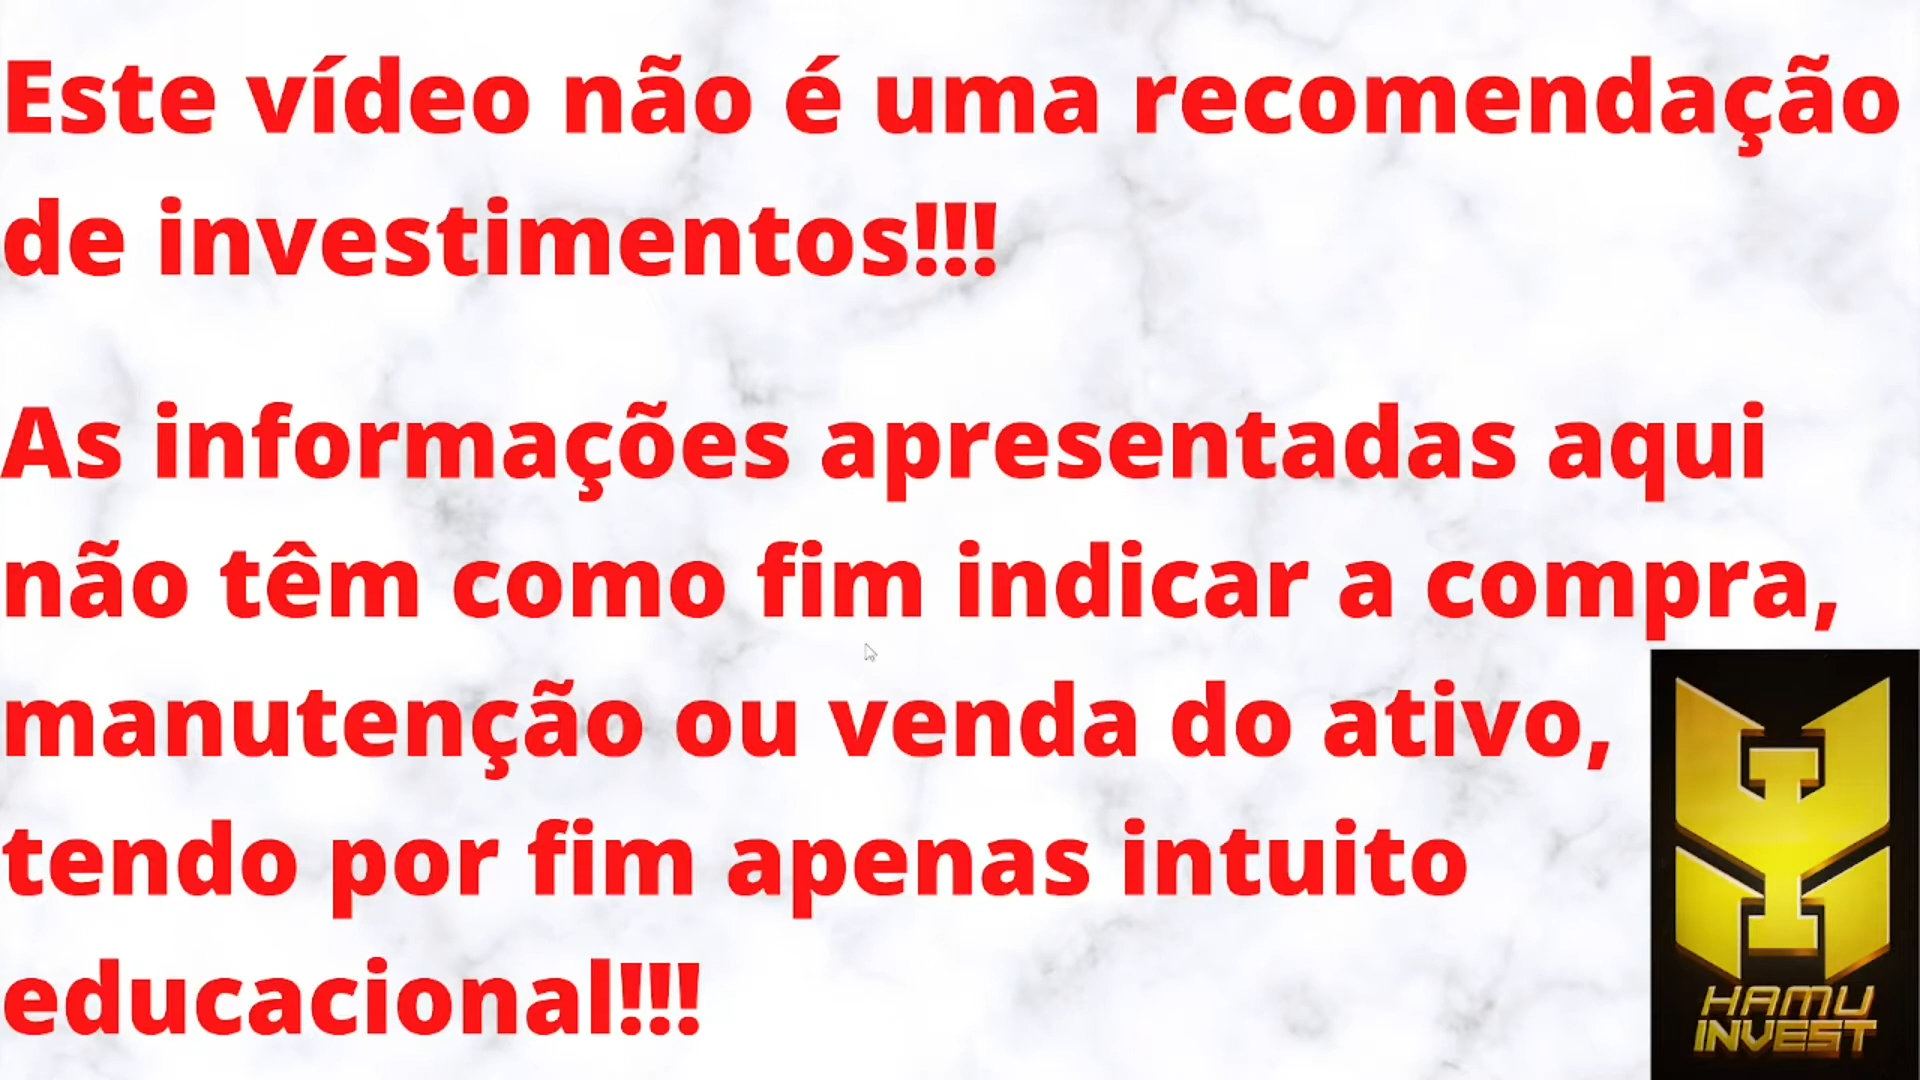 Este vídeo não é uma recomendação
de investimentos!!!
As informações apresentadas aqui
não têm como fim indicar a compra,
manutenção ou venda do ativo,
tendo por fim apenas intuito
educacional!!!
HAMU
INVEST